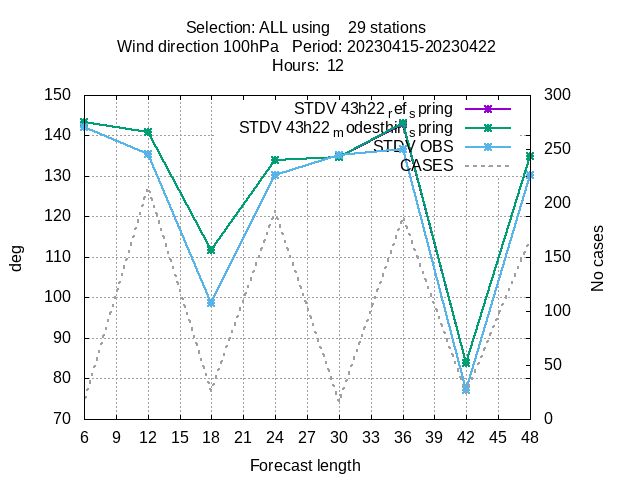 Selection: ALL using 29 stations
Wind direction 100hPa Period: 20230415-20230422
Hours: 12
STDV 43h22 ref spring
STDV 43h22 modesthir spring
STDV OBS
CASES
150
140
130
120
110
100
90
80
70
300
250
200
150
100
50
0
deg
No cases
6 9 12 15 18 21 24 27 30 33 36 39 42 45 48
Forecast length